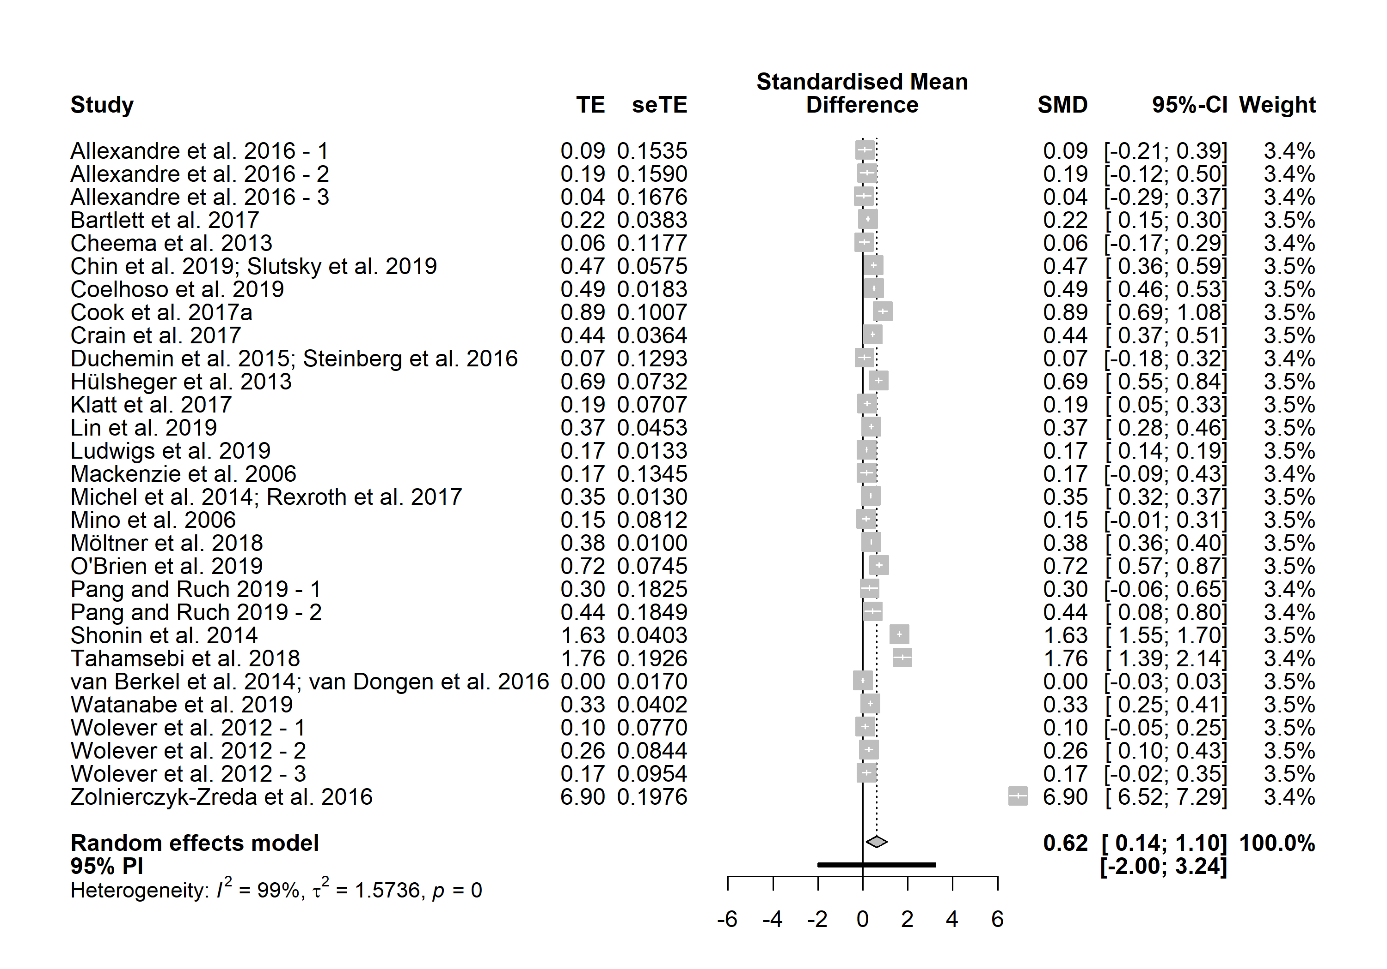 Standardised Mean
Study TE seTE Difference SMD 95%-CI Weight
Allexandre et al. 2016 - 1 0.09 0.1535 0.09 [-0.21; 0.39] 3.4%
Allexandre et al. 2016 - 2 0.19 0.1590 0.19 [-0.12; 0.50] 3.4%
Allexandre et al. 2016 - 3 0.04 0.1676 0.04 [-0.29; 0.37] 3.4%
Bartlett et al. 2017 0.22 0.0383 0.22 [ 0.15; 0.30] 3.5%
Cheema et al. 2013 0.06 0.1177 0.06 [-0.17; 0.29] 3.4%
Chin et al. 2019; Slutsky et al. 2019 0.47 0.0575 0.47 [ 0.36; 0.59] 3.5%
Coelhoso et al. 2019 0.49 0.0183 0.49 [ 0.46; 0.53] 3.5%
Cook et al. 2017a 0.89 0.1007 0.89 [ 0.69; 1.08] 3.5%
Crain et al. 2017 0.44 0.0364 0.44 [ 0.37; 0.51] 3.5%
Duchemin et al. 2015; Steinberg et al. 2016 0.07 0.1293 0.07 [-0.18; 0.32] 3.4%
Hülsheger et al. 2013 0.69 0.0732 0.69 [ 0.55; 0.84] 3.5%
Klatt et al. 2017 0.19 0.0707 0.19 [ 0.05; 0.33] 3.5%
Lin et al. 2019 0.37 0.0453 0.37 [ 0.28; 0.46] 3.5%
Ludwigs et al. 2019 0.17 0.0133 0.17 [ 0.14; 0.19] 3.5%
Mackenzie et al. 2006 0.17 0.1345 0.17 [-0.09; 0.43] 3.4%
Michel et al. 2014; Rexroth et al. 2017 0.35 0.0130 0.35 [ 0.32; 0.37] 3.5%
Mino et al. 2006 0.15 0.0812 0.15 [-0.01; 0.31] 3.5%
Möltner et al. 2018 0.38 0.0100 0.38 [ 0.36; 0.40] 3.5%
O'Brien et al. 2019 0.72 0.0745 0.72 [ 0.57; 0.87] 3.5%
Pang and Ruch 2019 - 1 0.30 0.1825 0.30 [-0.06; 0.65] 3.4%
Pang and Ruch 2019 - 2 0.44 0.1849 0.44 [ 0.08; 0.80] 3.4%
Shonin et al. 2014 1.63 0.0403 1.63 [ 1.55; 1.70] 3.5%
Tahamsebi et al. 2018 1.76 0.1926 1.76 [ 1.39; 2.14] 3.4%
van Berkel et al. 2014; van Dongen et al. 2016 0.00 0.0170 0.00 [-0.03; 0.03] 3.5%
Watanabe et al. 2019 0.33 0.0402 0.33 [ 0.25; 0.41] 3.5%
Wolever et al. 2012 - 1 0.10 0.0770 0.10 [-0.05; 0.25] 3.5%
Wolever et al. 2012 - 2 0.26 0.0844 0.26 [ 0.10; 0.43] 3.5%
Wolever et al. 2012 - 3 0.17 0.0954 0.17 [-0.02; 0.35] 3.5%
Zolnierczyk-Zreda et al. 2016 6.90 0.1976 6.90 [ 6.52; 7.29] 3.4%
Random effects model 0.62 [ 0.14; 1.10] 100.0%
95% PI [-2.00; 3.24]
Heterogeneity: I² = 99%, τ² = 1.5736, p = 0
-6 -4 -2 0 2 4 6